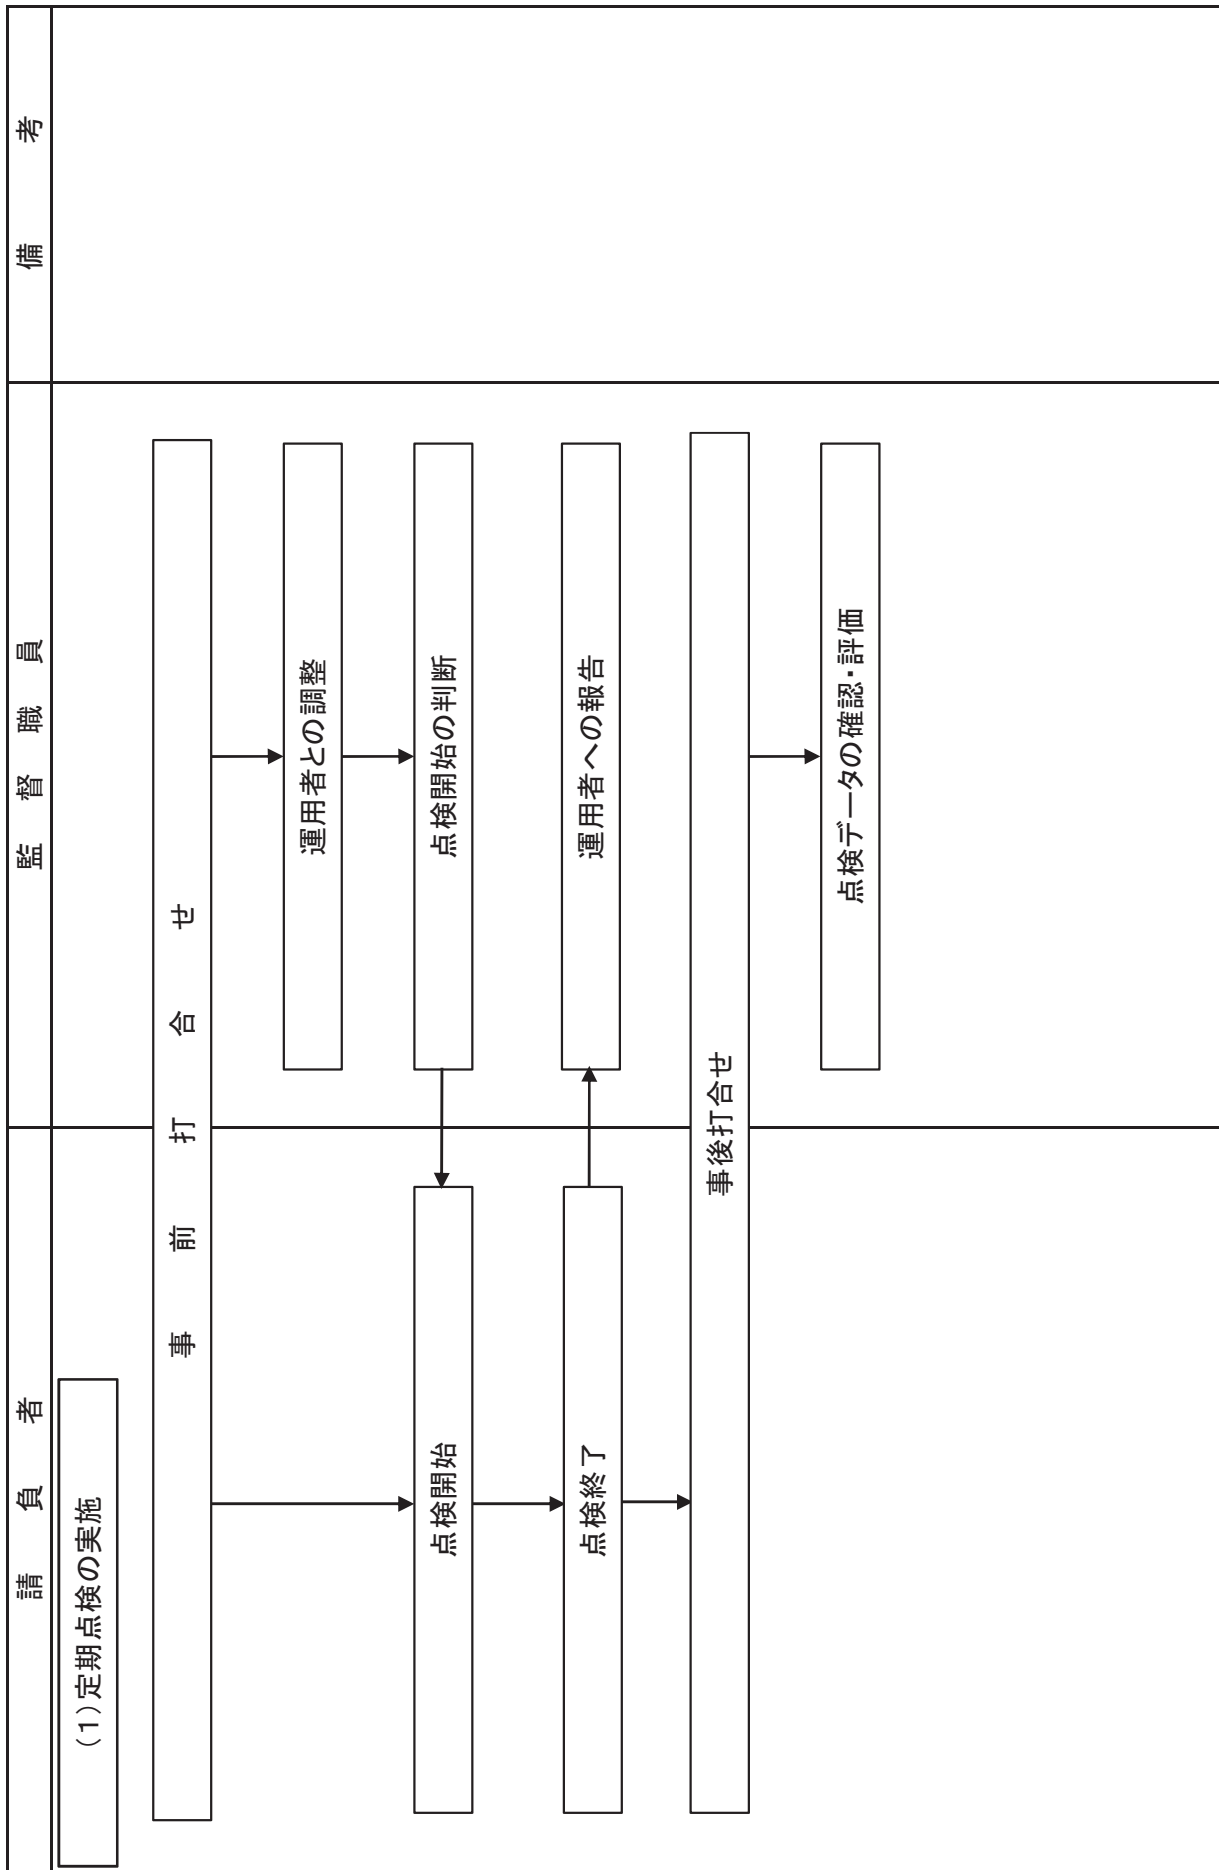 請負者
監督職員
備考
(1)定期点検の実施
事前打合せ
運用者との調整
点検開始
点検開始の判断
点検終了
運用者への報告
事後打合せ
点検データの確認・評価